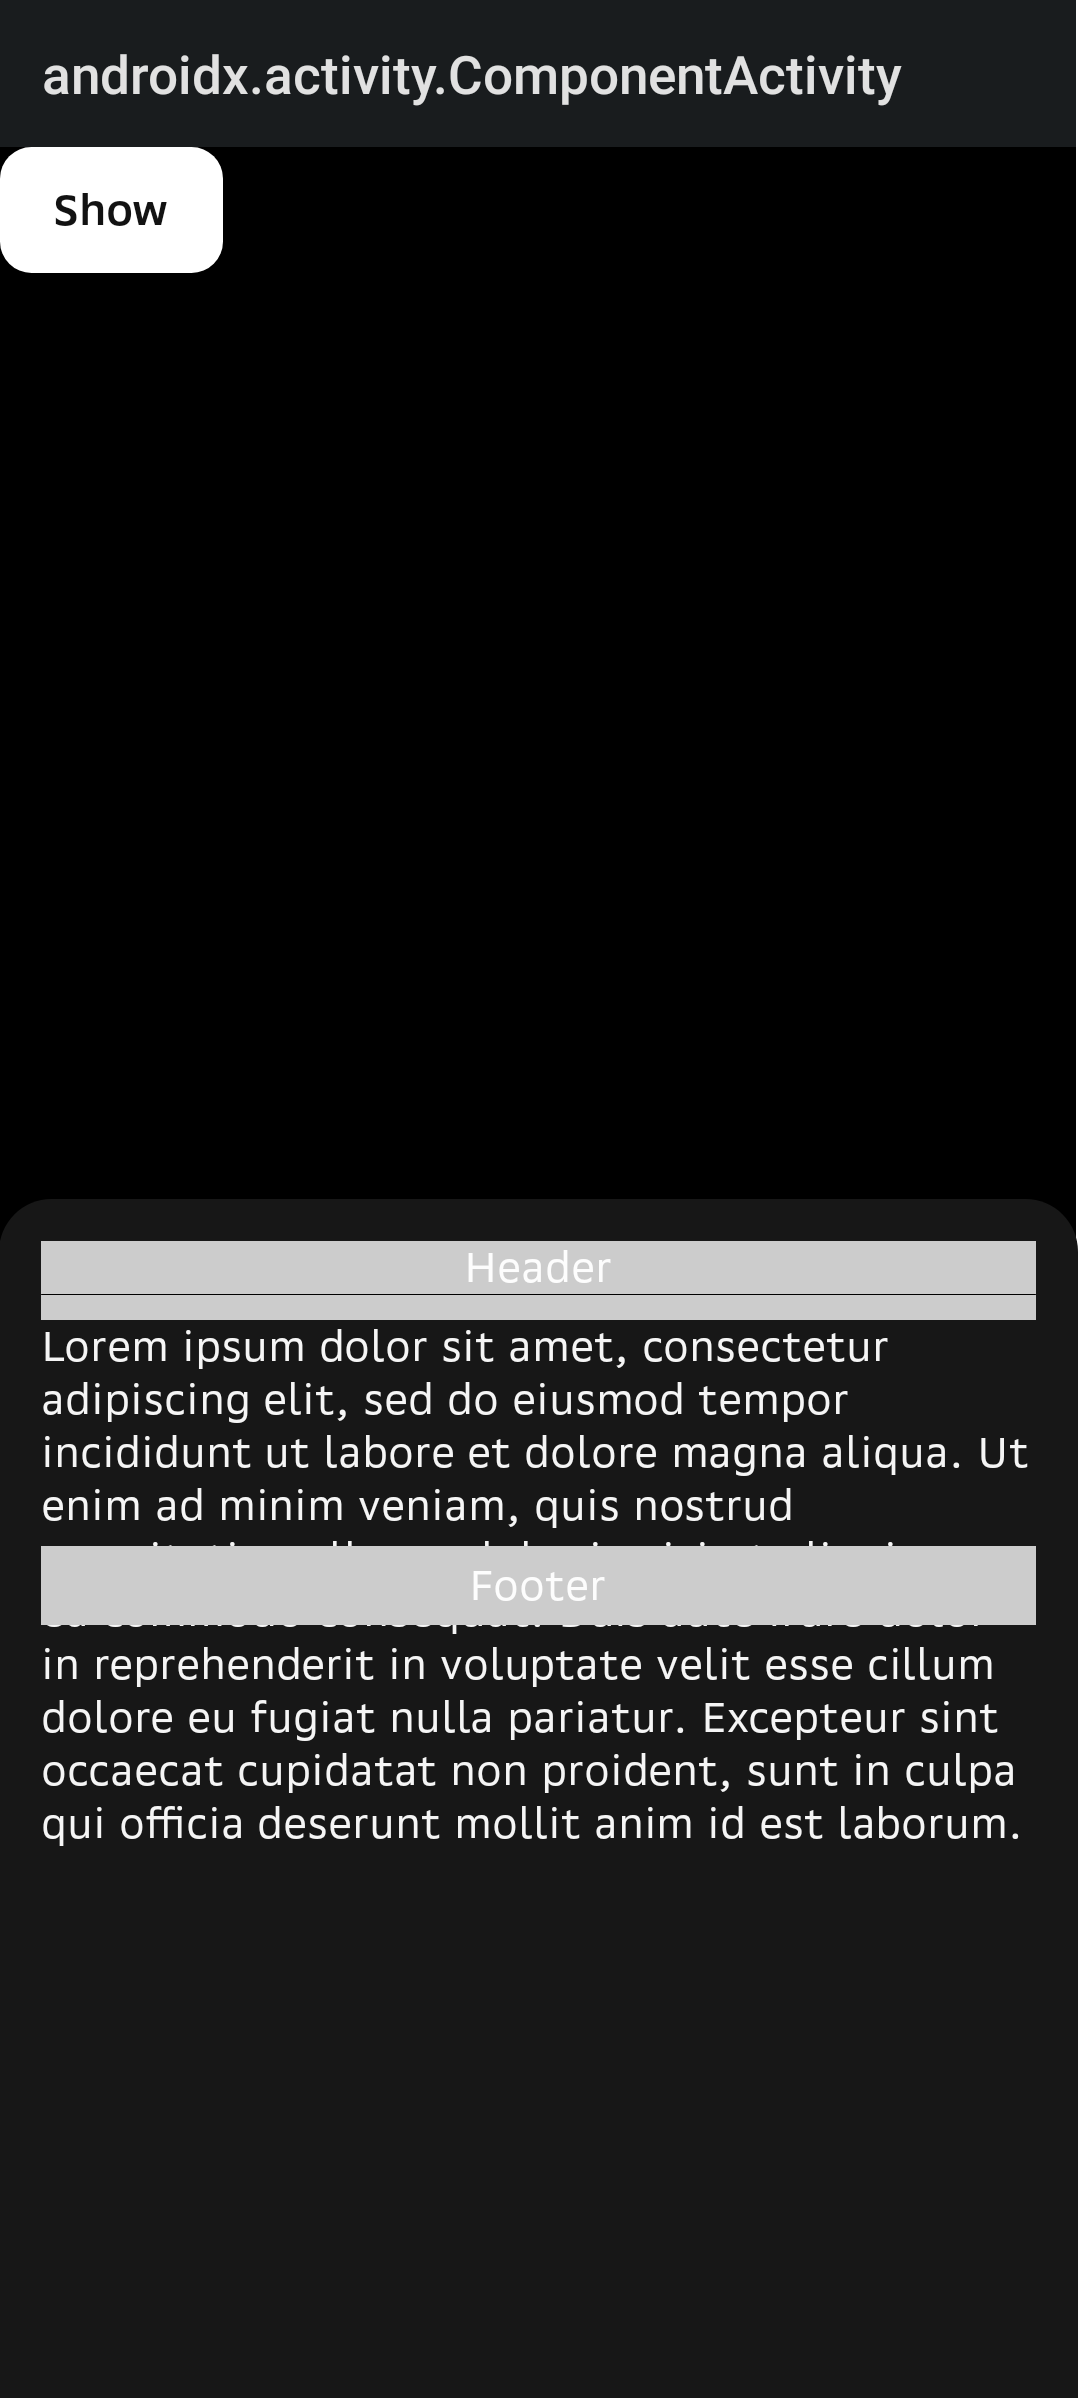 androidx.activity.ComponentActivity
Show
Header
Lorem ipsum dolor sit amet, consectetur
adipiscing elit, sed do eiusmod tempor
incididunt ut labore et dolore magna aliqua. Ut
enim ad minim veniam, quis nostrud
Footer
in reprehenderit in voluptate velit esse cillum
dolore eu fugiat nulla pariatur. Excepteur sint
occaecat cupidatat non proident, sunt in culpa
qui officia deserunt mollit anim id est laborum.